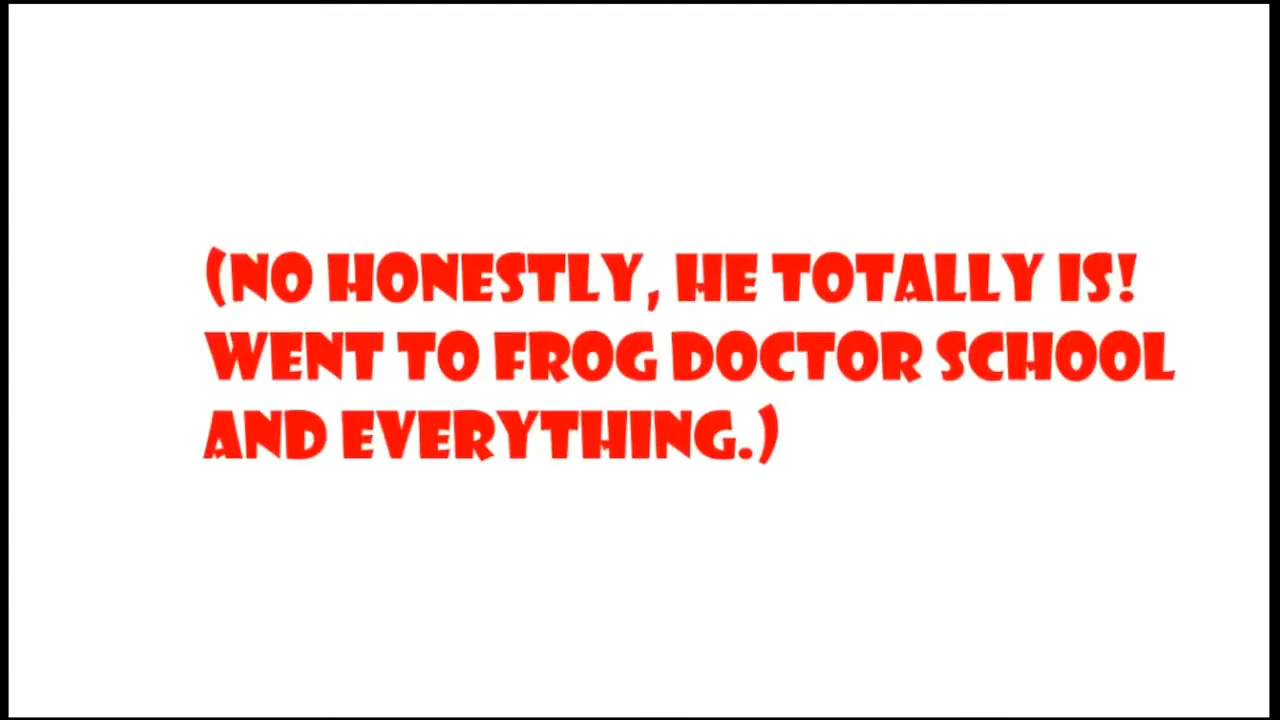 (NO HONESTLY, HE TOTALLY IS!
WENT TO FROG DOCTOR SCHOOL
AND EVERYTHING.)